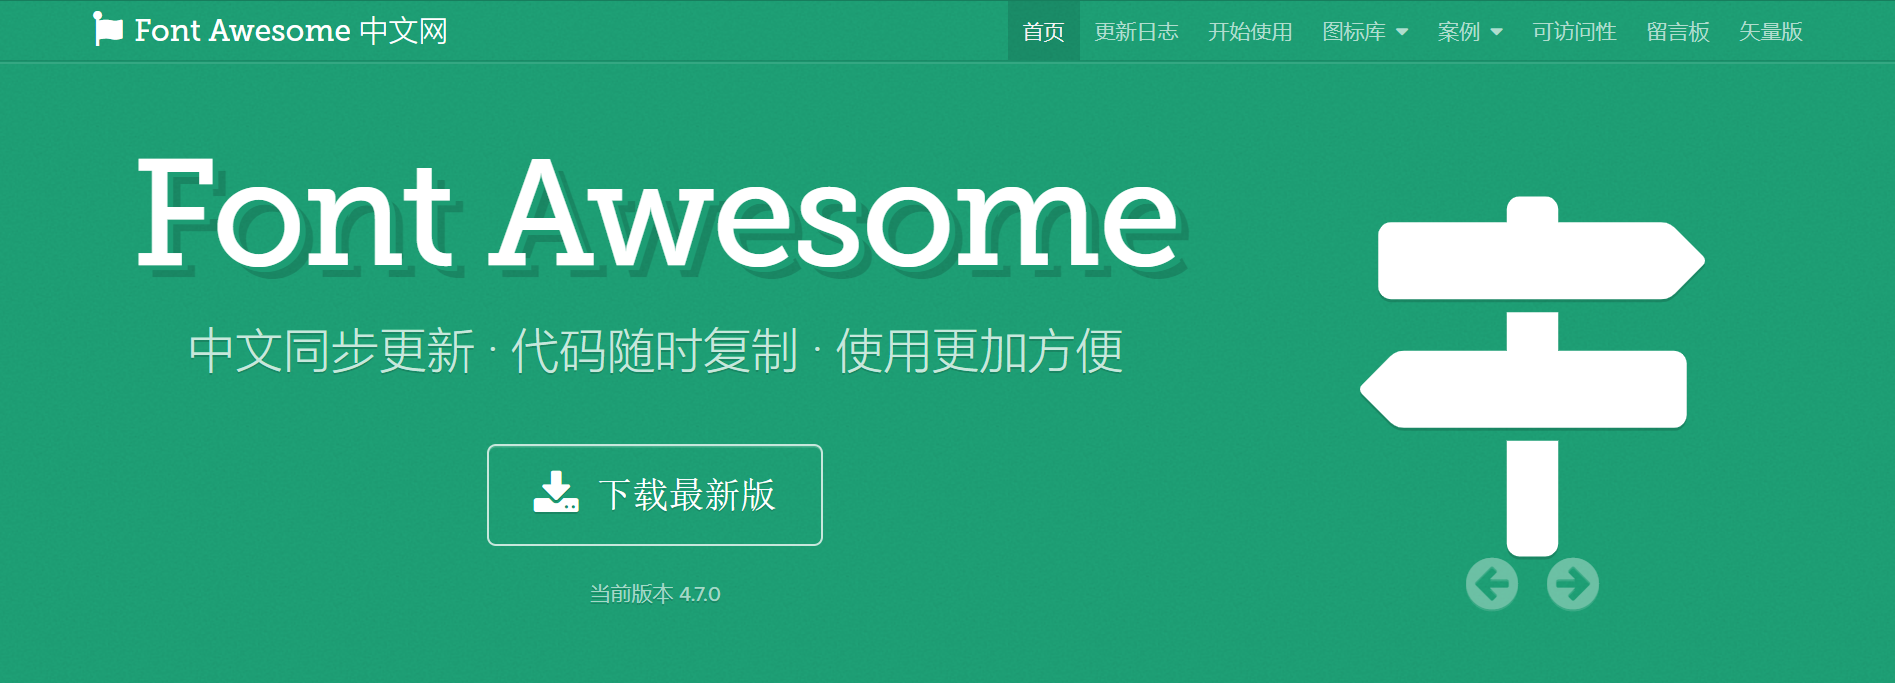 Font Awesome 中文网
首页 更新日志 开始使用 图标库 案例 可访问性 留言板 矢量版
Font Awesome
中文同步更新 · 代码随时复制 · 使用更加方便
下载最新版
当前版本 4.7.0